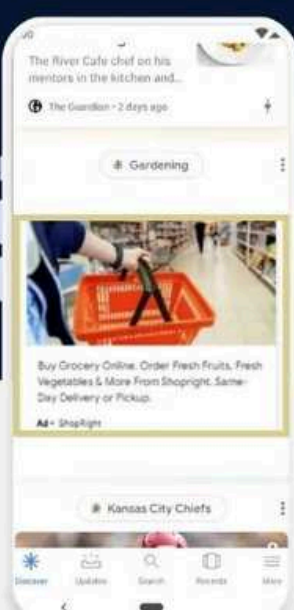 The River Cafe chef on his
mentors in the kitchen and...
The Guardian • 2 days ago
# Gardening
Buy Grocery Online. Order Fresh Fruits, Fresh
Vegetables & More From Shopright. Same-
Day Delivery or Pickup.
Ad • ShopRight
# Kansas City Chiefs
Discover Updates Search Recents More